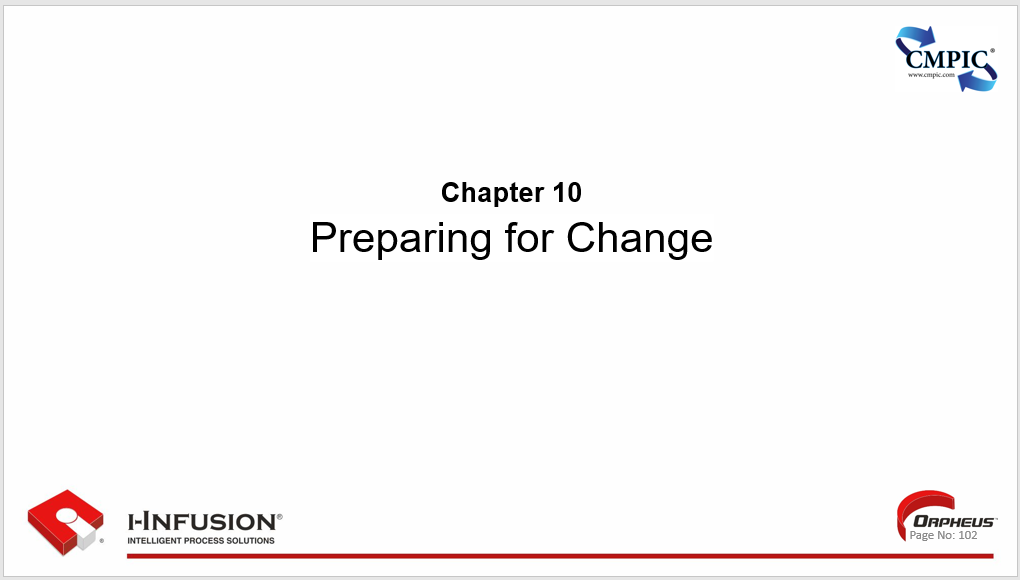 CMPIC®
www.cmpic.com
Chapter 10
Preparing for Change
I-INFUSION®
INTELLIGENT PROCESS SOLUTIONS
®
ORPHEUS™
Page No: 102